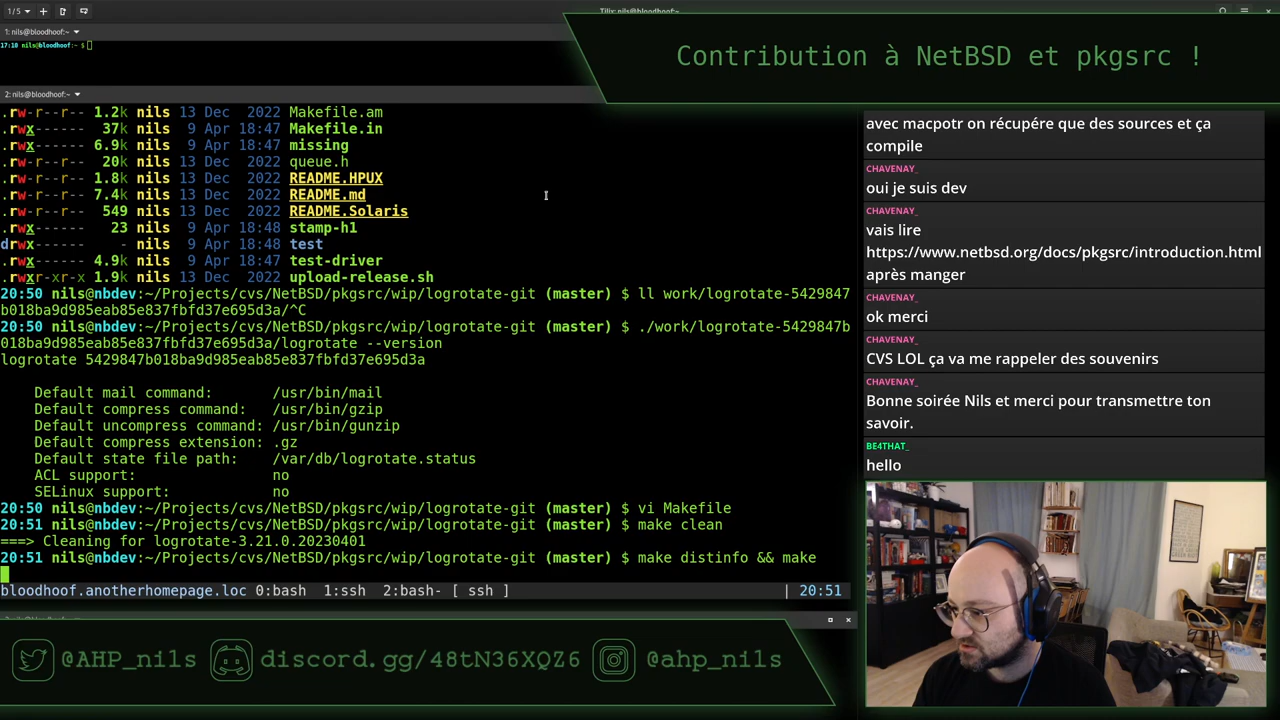 1/5
Tilix: nils@bloodhoof:~
1: nils@bloodhoof:~
17:10 nils@bloodhoof:~ $
Contribution à NetBSD et pkgsrc !
2: nils@bloodhoof:~
.rw-r--r-- 1.2k nils 13 Dec  2022 Makefile.am
.rwx------  37k nils  9 Apr 18:47 Makefile.in
.rwx------ 6.9k nils  9 Apr 18:47 missing
.rw-r--r--  20k nils 13 Dec  2022 queue.h
.rw-r--r-- 1.8k nils 13 Dec  2022 README.HPUX
.rw-r--r-- 7.4k nils 13 Dec  2022 README.md
.rw-r--r--  549 nils 13 Dec  2022 README.Solaris
.rwx------   23 nils  9 Apr 18:48 stamp-h1
drwx------    - nils  9 Apr 18:48 test
.rwx------ 4.9k nils  9 Apr 18:47 test-driver
.rwxr-xr-x 1.9k nils 13 Dec  2022 upload-release.sh
20:50 nils@nbdev:~/Projects/cvs/NetBSD/pkgsrc/wip/logrotate-git (master) $ ll work/logrotate-5429847
b018ba9d985eab85e837fbfd37e695d3a/^C
20:50 nils@nbdev:~/Projects/cvs/NetBSD/pkgsrc/wip/logrotate-git (master) $ ./work/logrotate-5429847b
018ba9d985eab85e837fbfd37e695d3a/logrotate --version
logrotate 5429847b018ba9d985eab85e837fbfd37e695d3a
Default mail command:       /usr/bin/mail
Default compress command:   /usr/bin/gzip
Default uncompress command: /usr/bin/gunzip
Default compress extension: .gz
Default state file path:    /var/db/logrotate.status
ACL support:                no
SELinux support:            no
20:50 nils@nbdev:~/Projects/cvs/NetBSD/pkgsrc/wip/logrotate-git (master) $ vi Makefile
20:51 nils@nbdev:~/Projects/cvs/NetBSD/pkgsrc/wip/logrotate-git (master) $ make clean
===> Cleaning for logrotate-3.21.0.20230401
20:51 nils@nbdev:~/Projects/cvs/NetBSD/pkgsrc/wip/logrotate-git (master) $ make distinfo && make
bloodhoof.anotherhomepage.loc 0:bash  1:ssh  2:bash- [ ssh ] | 20:51
avec macpotr on récupére que des sources et ça
compile
CHAVENAY_
oui je suis dev
CHAVENAY_
vais lire
https://www.netbsd.org/docs/pkgsrc/introduction.html
après manger
CHAVENAY_
ok merci
CHAVENAY_
CVS LOL ça va me rappeler des souvenirs
CHAVENAY_
Bonne soirée Nils et merci pour transmettre ton
savoir.
BE4THAT_
hello
@AHP_nils discord.gg/48tN36XQZ6 @ahp_nils